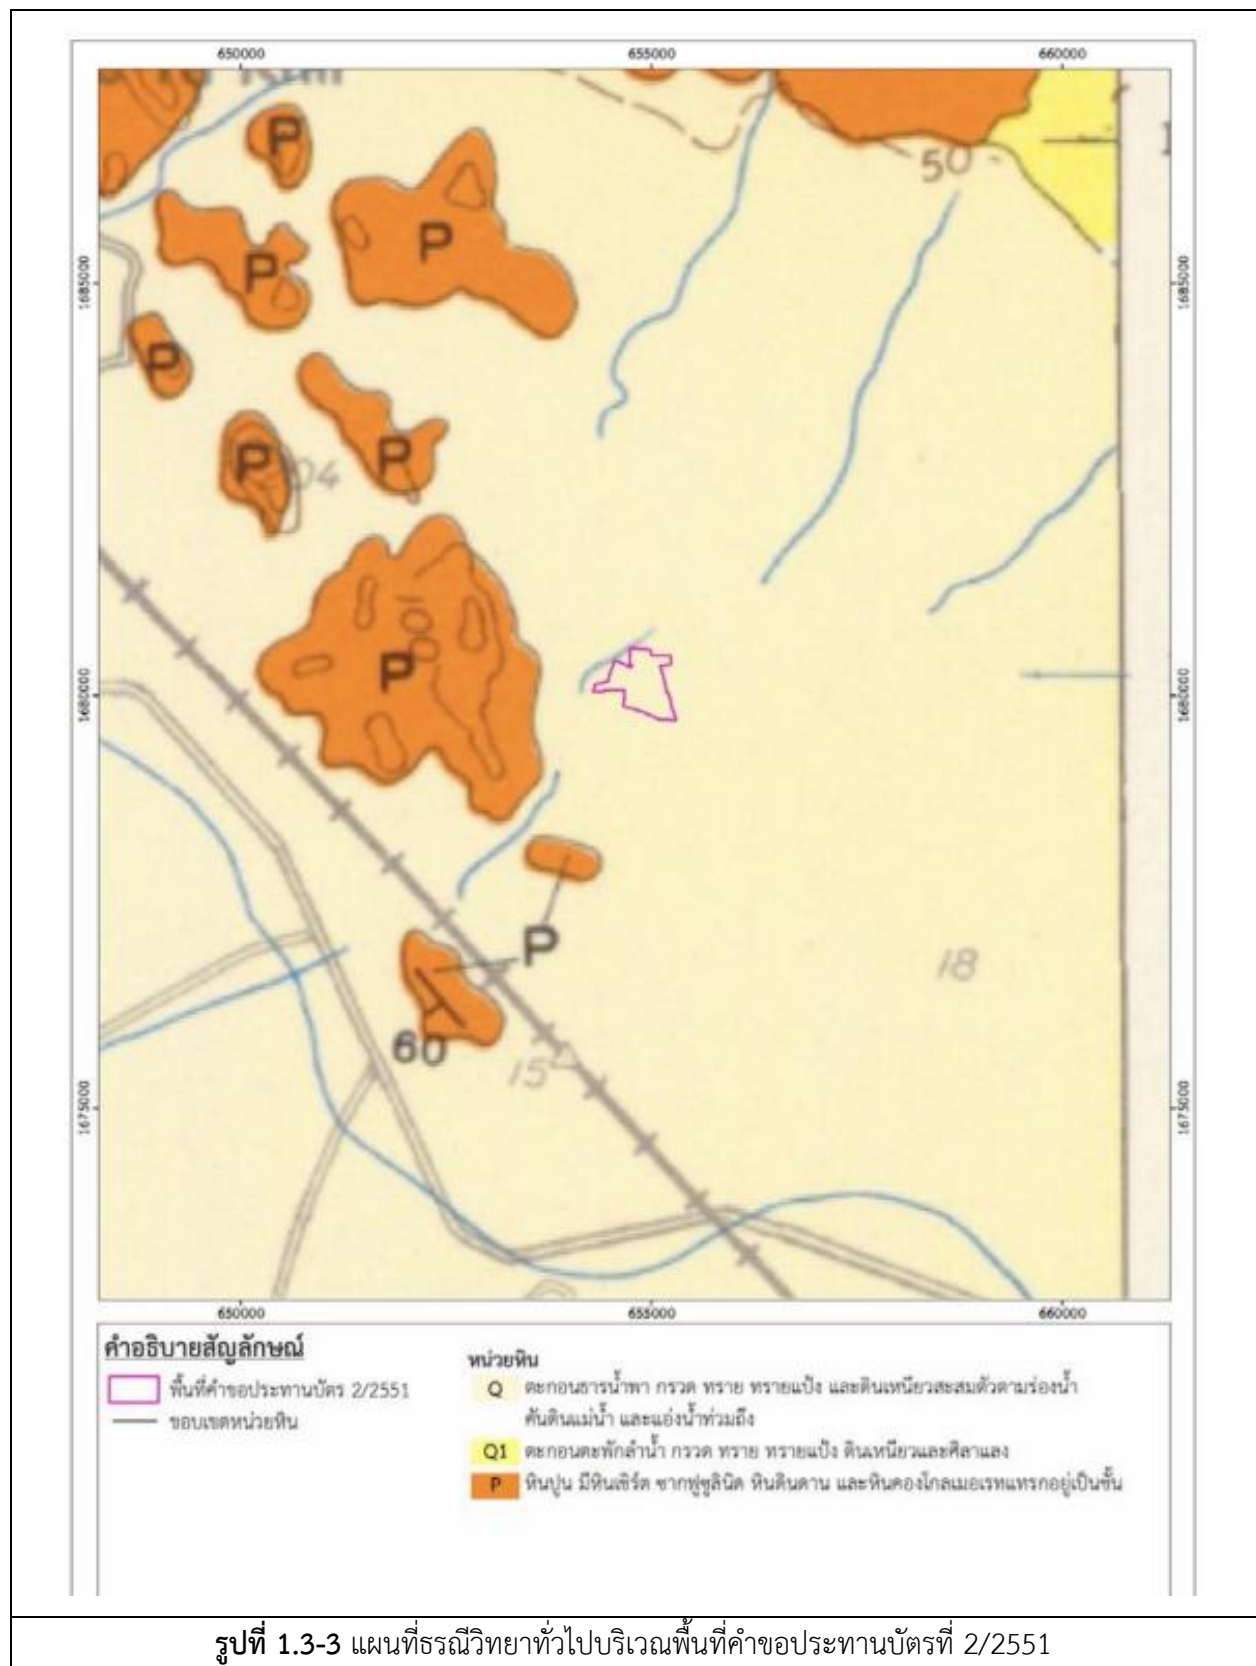 650000 655000 660000
P
50
P
P
1685000 1685000
P
P
P
04
P
1680000 1680000
P
18
60
15
1675000 1675000
650000 655000 660000
คำอธิบายสัญลักษณ์
พื้นที่คำขอประทานบัตร 2/2551
ขอบเขตหน่วยหิน
หน่วยหิน
Q ตะกอนธารน้ำพา กรวด ทราย ทรายแป้ง และดินเหนียวสะสมตัวตามร่องน้ำ
คันดินแม่น้ำ และแอ่งน้ำท่วมถึง
Q1 ตะกอนตะพักลำน้ำ กรวด ทราย ทรายแป้ง ดินเหนียวและศิลาแลง
P หินปูน มีหินเชิร์ต ซากฟูซูลินิด หินดินดาน และหินคองโกลเมอเรทแทรกอยู่เป็นชั้น
รูปที่ 1.3-3 แผนที่ธรณีวิทยาทั่วไปบริเวณพื้นที่คำขอประทานบัตรที่ 2/2551